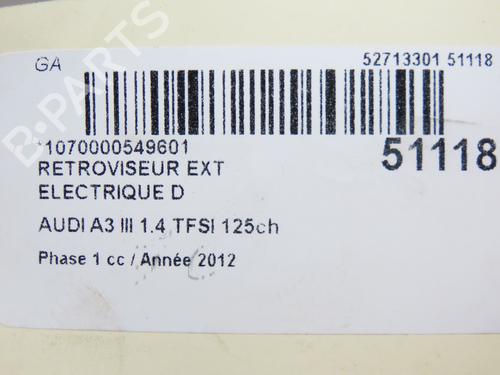 GA
52713301 51118
*1070000549601
51118
RETROVISEUR EXT
ELECTRIQUE D
AUDI A3 III 1.4 TFSI 125ch
Phase 1 cc / Année 2012
B-PARTS